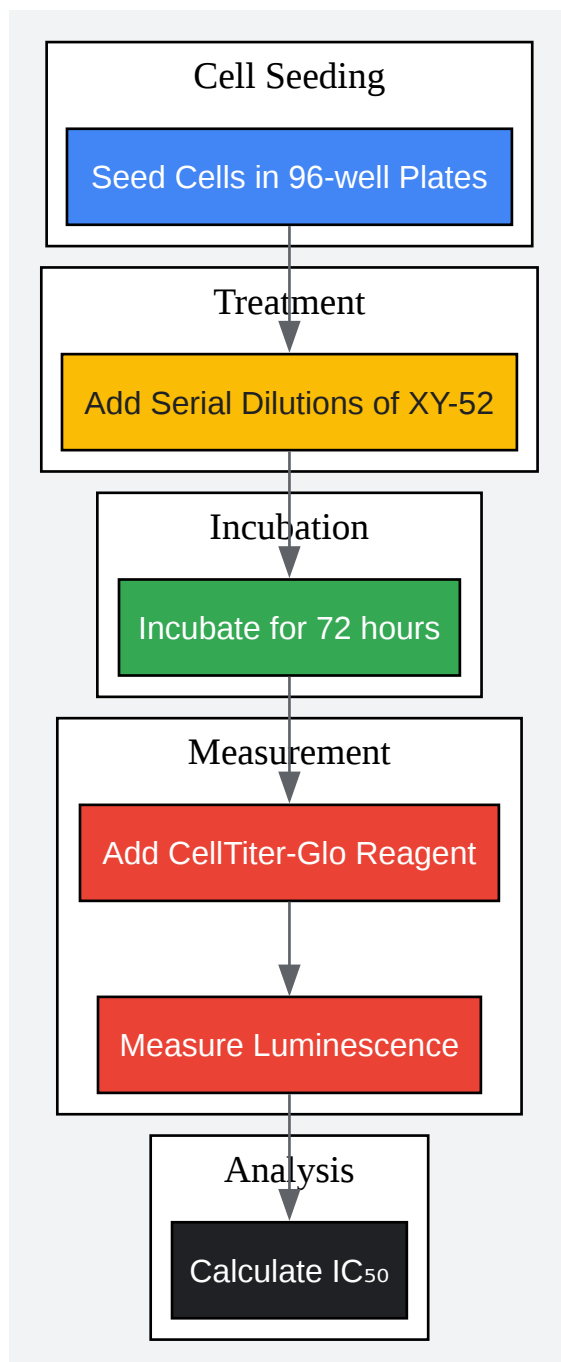 Cell Seeding
Seed Cells in 96-well Plates
Treatment
Add Serial Dilutions of XY-52
Incubation
Incubate for 72 hours
Measurement
Add CellTiter-Glo Reagent
Measure Luminescence
Analysis
Calculate IC₅₀